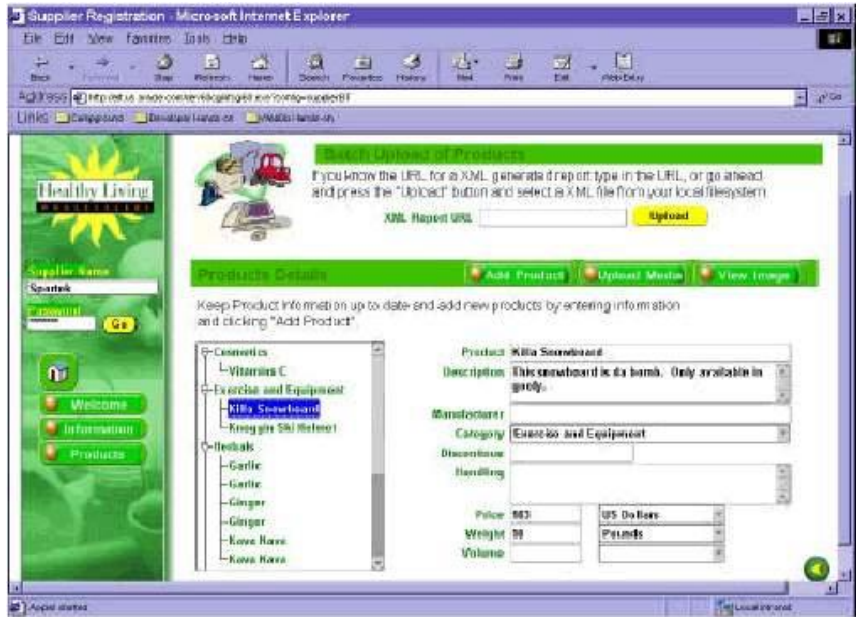 Supplier Registration - Microsoft Internet Explorer
File Edit View Favorites Tools Help
Back Forward Stop Refresh Home Search Favorites History Mail Print Edit
Address
Links Campground
Batch Upload of Products
If you know the URL for a XML generated report type in the URL, or go ahead
and press the "Upload" button and select a XML file from your local filesystem
XML Report URL Upload
Healthy Living
Supplier Name
Spartek
Password
Go
Welcome
Information
Products
Products Details Add Product Upload Media View Image
Keep Product Information up to date and add new products by entering information
and clicking "Add Product".
Cosmetics
Vitamins C
Exercise and Equipment
Killa Snowboard
Ski Helmet
Herbals
Garlic
Garlic
Ginger
Ginger
Kava Kava
Kava Kava
Product Killa Snowboard
Description This snowboard is da bomb. Only available in
goofy.
Manufacturer
Category Exercise and Equipment
Discontinue
Handling
Price US Dollars
Weight Pounds
Volume
Applet started
Local intranet